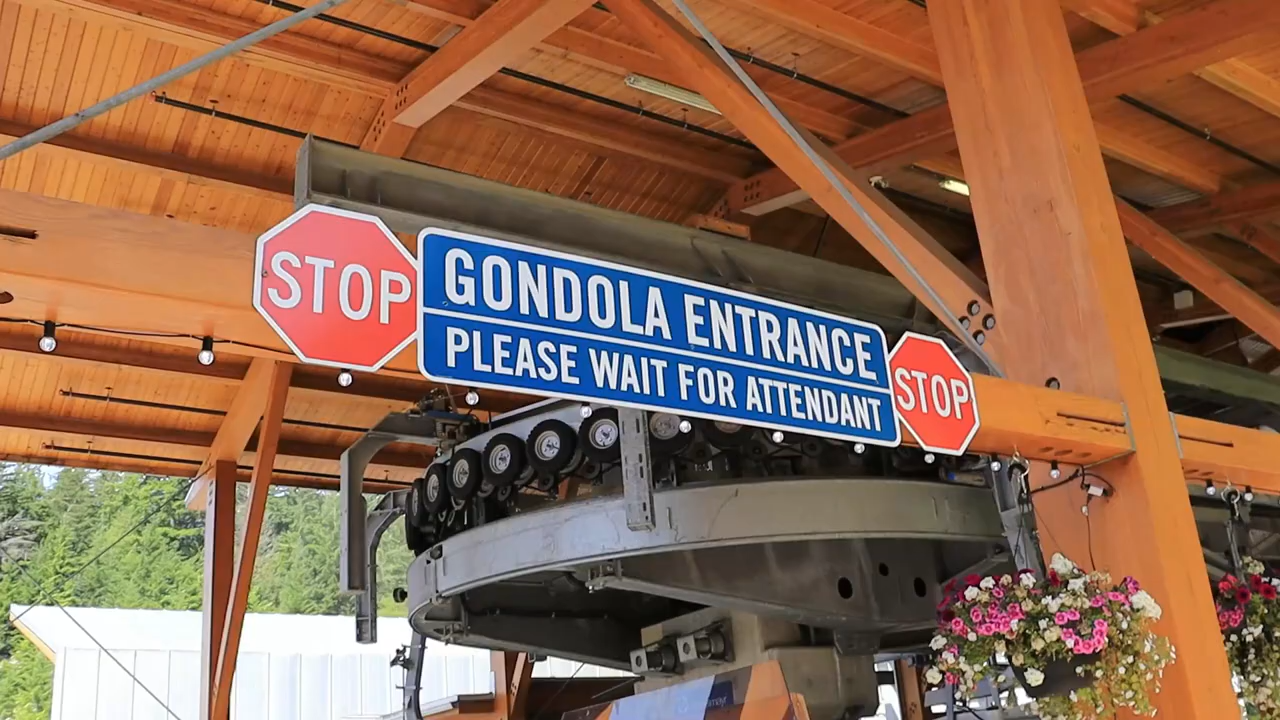 STOP
GONDOLA ENTRANCE
PLEASE WAIT FOR ATTENDANT
STOP